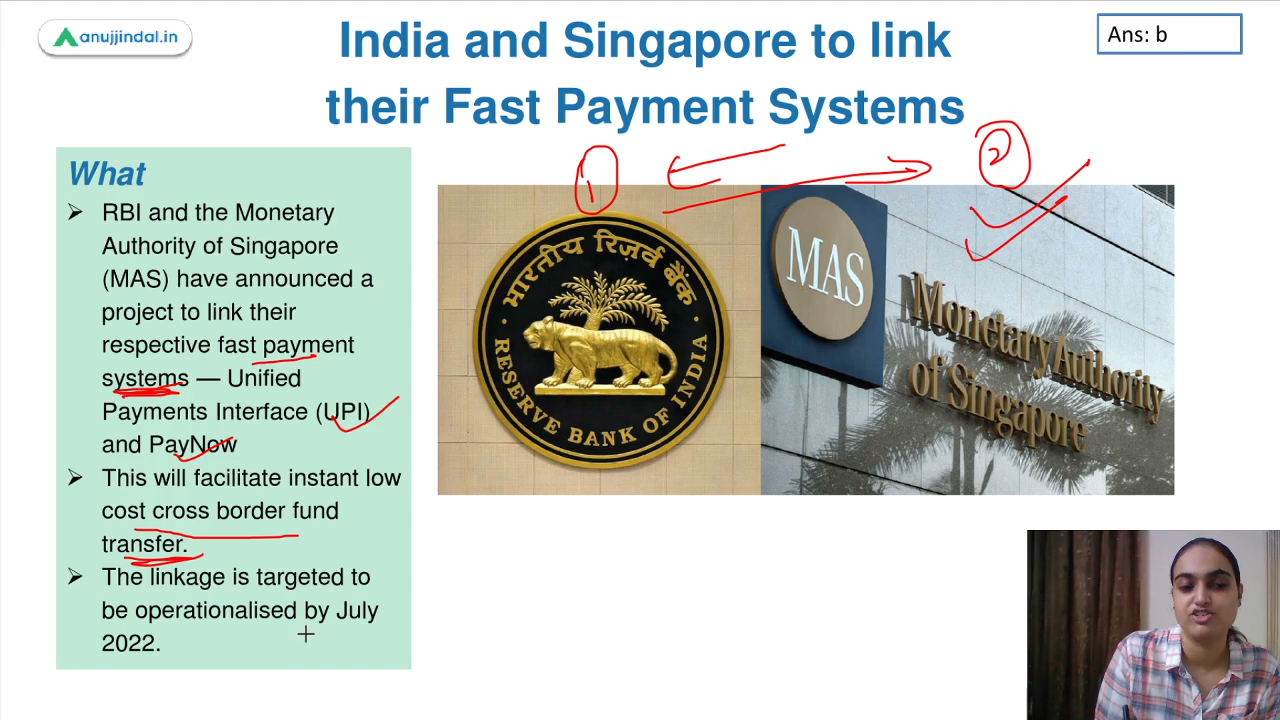 anujjindal.in
India and Singapore to link
their Fast Payment Systems
Ans: b
What
RBI and the Monetary
Authority of Singapore
(MAS) have announced a
project to link their
respective fast payment
systems — Unified
Payments Interface (UPI)
and PayNow
This will facilitate instant low
cost cross border fund
transfer.
The linkage is targeted to
be operationalised by July
2022.
1
2
भारतीय रिज़र्व बैंक
RESERVE BANK OF INDIA
MAS
Monetary Authority
of Singapore